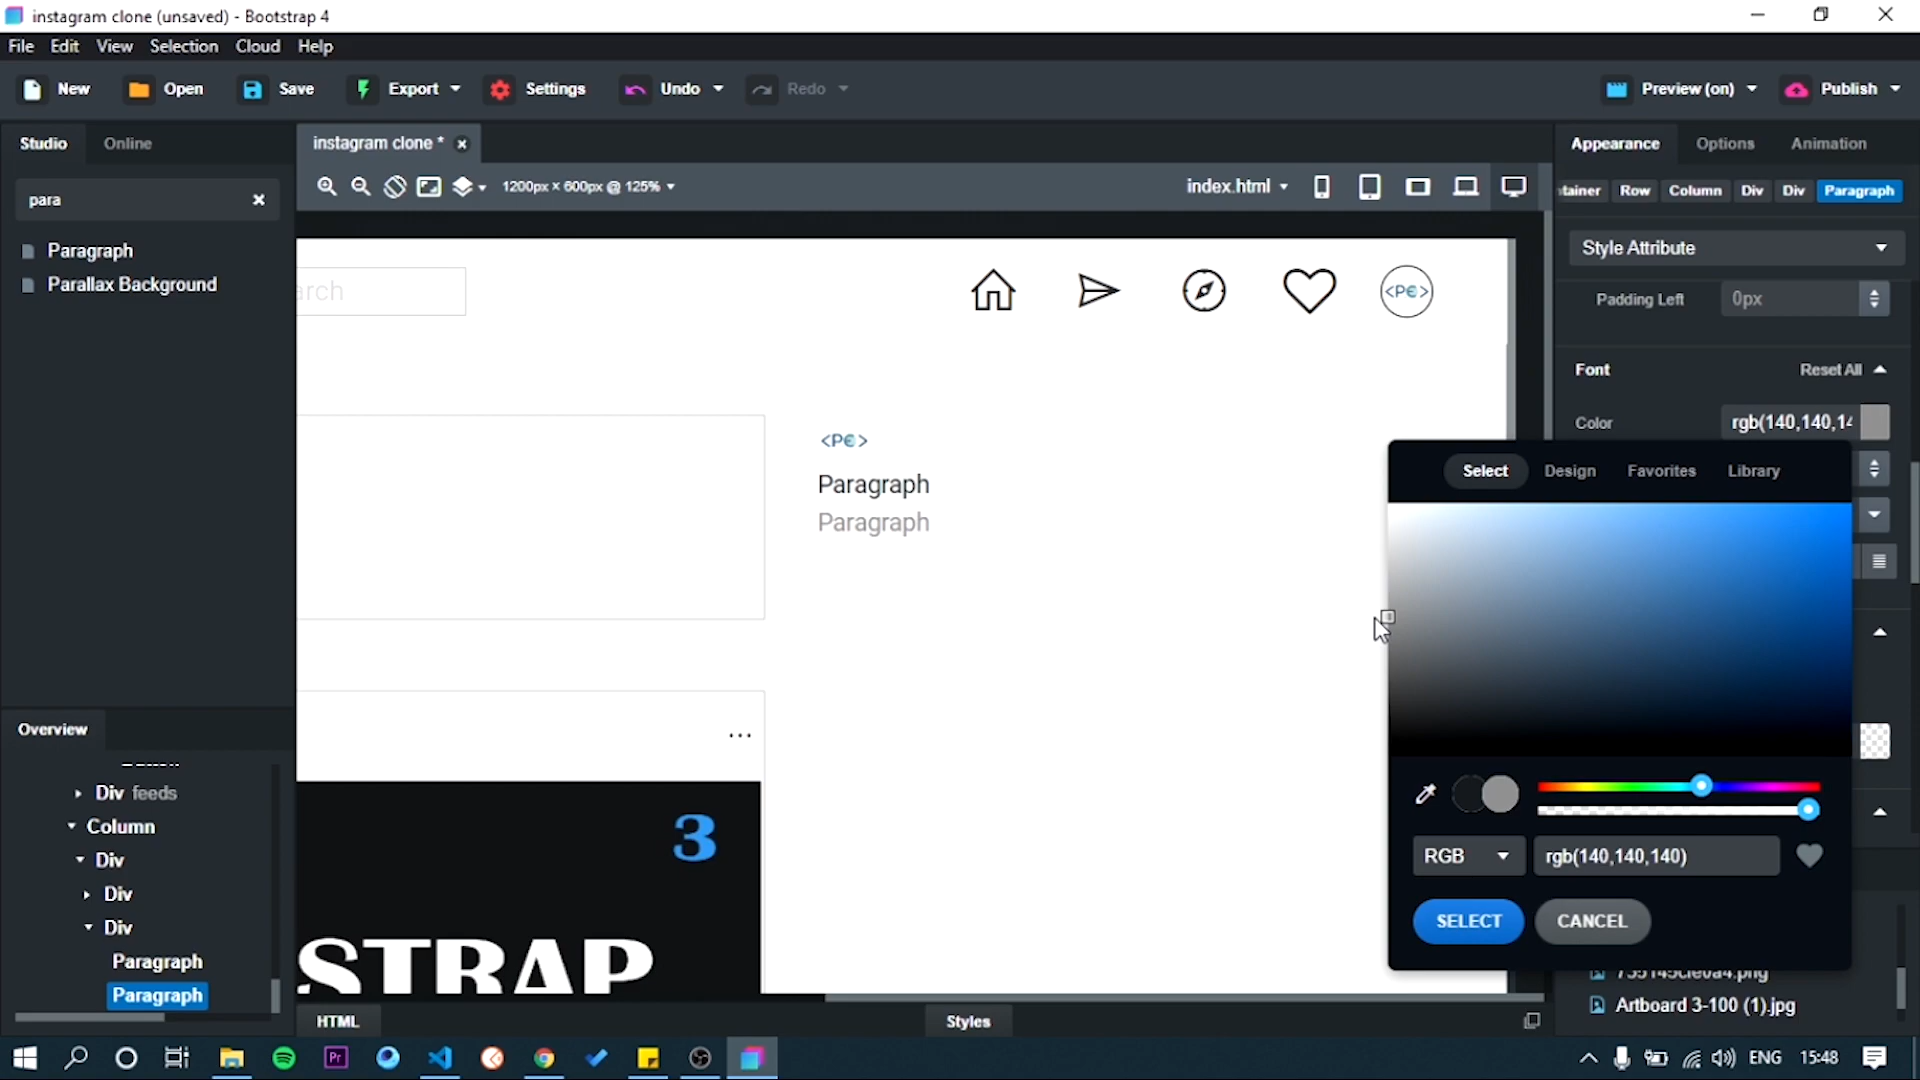 instagram clone (unsaved) - Bootstrap 4
File Edit View Selection Cloud Help
New Open Save Export Settings Undo Redo Preview (on) Publish
Studio Online
instagram clone *
Appearance Options Animation
para
1200px × 600px @ 125%
index.html
tainer Row Column Div Div Paragraph
Paragraph
Parallax Background
Style Attribute
Padding Left 0px
arch
<P€>
Font Reset All
Color rgb(140,140,14
<P€>
Paragraph
Paragraph
Select Design Favorites Library
Overview
...
Div feeds
Column
Div
Div
Div
Paragraph
Paragraph
3
STRAP
RGB rgb(140,140,140)
SELECT CANCEL
Artboard 3-100 (1).jpg
HTML Styles
Pr
ENG 15:48